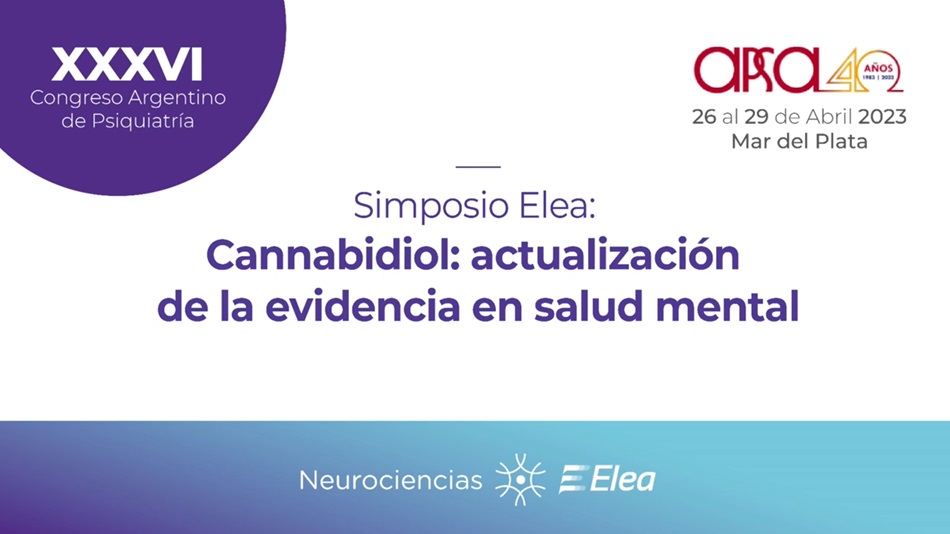 XXXVI
Congreso Argentino
de Psiquiatría
apsa 40 AÑOS
1983 | 2023
26 al 29 de Abril 2023
Mar del Plata
Simposio Elea:
Cannabidiol: actualización
de la evidencia en salud mental
Neurociencias Elea